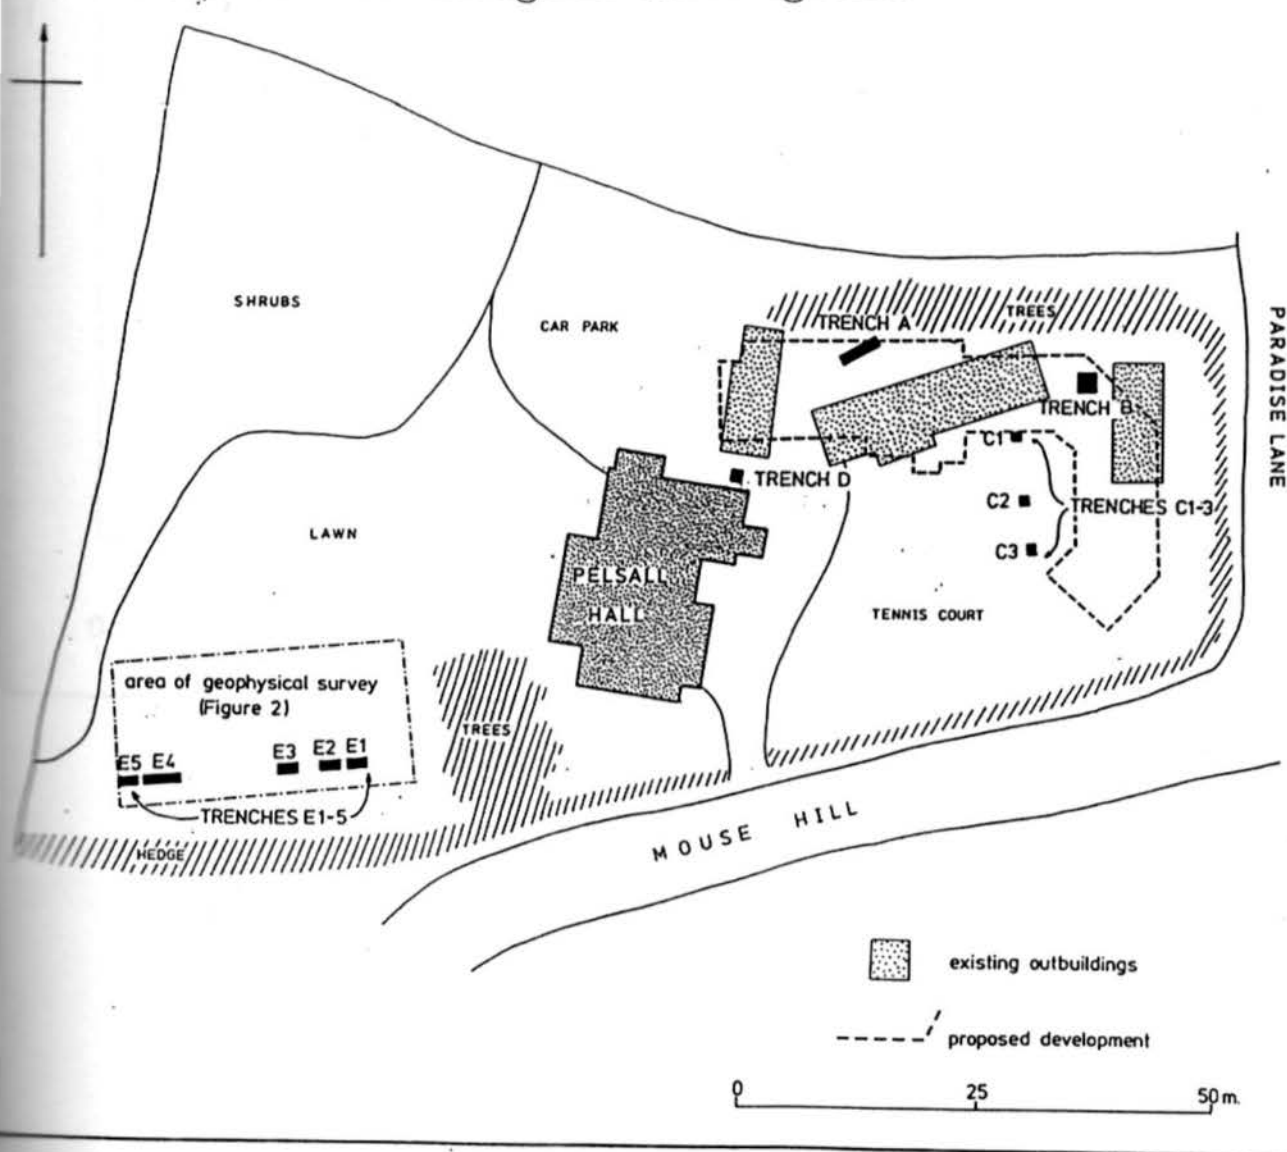 SHRUBS
CAR PARK
TRENCH A
TREES
PARADISE LANE
TRENCH B
C1
TRENCH D
C2
TRENCHES C1-3
C3
LAWN
PELSALL
HALL
TENNIS COURT
area of geophysical survey
(Figure 2)
TREES
E5 E4 E3 E2 E1
TRENCHES E1-5
HEDGE
MOUSE HILL
existing outbuildings
proposed development
0 25 50 m.